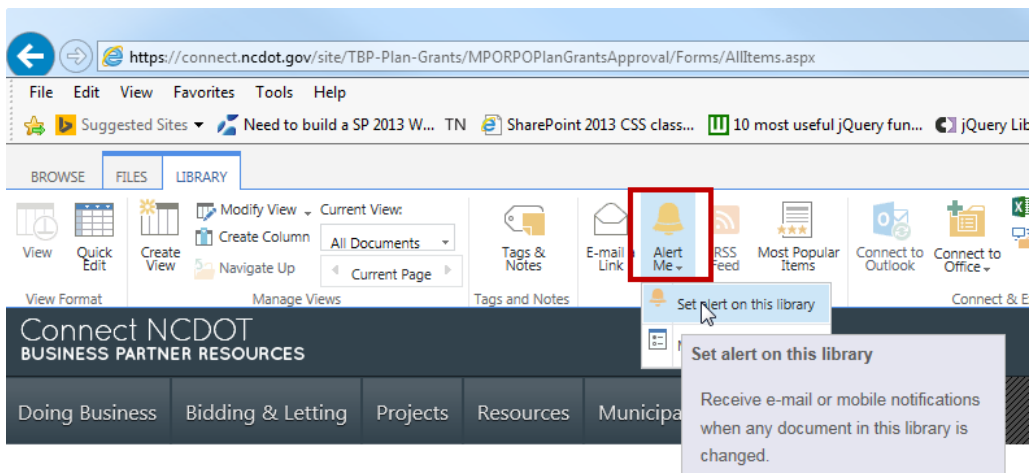 https://connect.ncdot.gov/site/TBP-Plan-Grants/MPORPOPlanGrantsApproval/Forms/AllItems.aspx
File Edit View Favorites Tools Help
Suggested Sites Need to build a SP 2013 W... TN SharePoint 2013 CSS class... 10 most useful jQuery fun... jQuery Lib
BROWSE FILES LIBRARY
View
Quick Edit
Create View
Modify View
Create Column
Navigate Up
Current View:
All Documents
Current Page
Tags & Notes
E-mail a Link
Alert Me
RSS Feed
Most Popular Items
Connect to Outlook
Connect to Office
View Format Manage Views Tags and Notes Connect & E
Set alert on this library
Connect NCDOT
BUSINESS PARTNER RESOURCES
Set alert on this library
Doing Business Bidding & Letting Projects Resources Municipa
Receive e-mail or mobile notifications
when any document in this library is
changed.